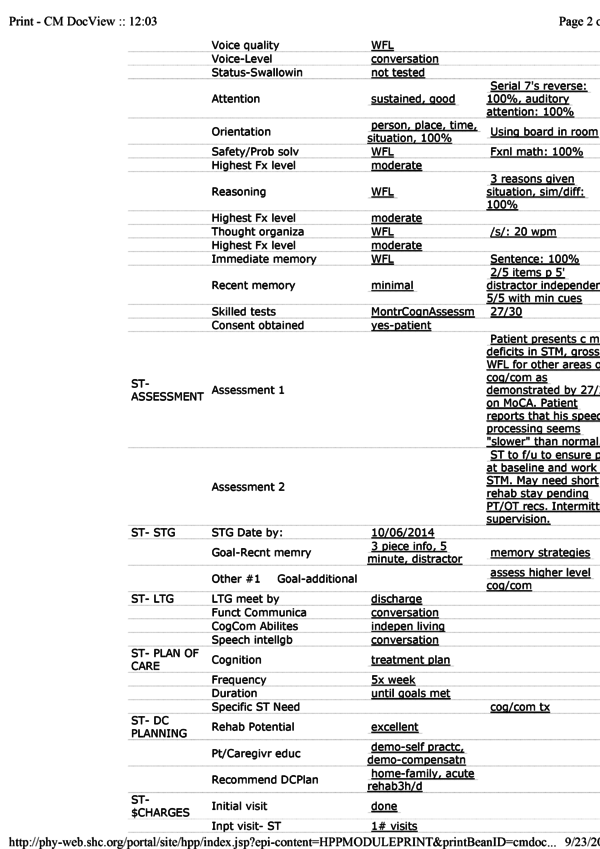 Print - CM DocView :: 12:03 Page 2 o
Voice quality WFL
Voice-Level conversation
Status-Swallowin not tested
Attention sustained, good Serial 7's reverse:
100%, auditory
attention: 100%
Orientation person, place, time,
situation, 100% Using board in room
Safety/Prob solv WFL Fxnl math: 100%
Highest Fx level moderate
Reasoning WFL 3 reasons given
situation, sim/diff:
100%
Highest Fx level moderate
Thought organiza WFL /s/: 20 wpm
Highest Fx level moderate
Immediate memory WFL Sentence: 100%
Recent memory minimal 2/5 items p 5'
distractor independen
5/5 with min cues
Skilled tests MontrCognAssessm 27/30
Consent obtained yes-patient
ST-
ASSESSMENT Assessment 1 Patient presents c m
deficits in STM, gross
WFL for other areas o
cog/com as
demonstrated by 27/
on MoCA. Patient
reports that his speec
processing seems
"slower" than normal
Assessment 2 ST to f/u to ensure p
at baseline and work
STM. May need short
rehab stay pending
PT/OT recs. Intermitt
supervision.
ST- STG STG Date by: 10/06/2014
Goal-Recnt memry 3 piece info, 5
minute, distractor memory strategies
Other #1 Goal-additional assess higher level
cog/com
ST- LTG LTG meet by discharge
Funct Communica conversation
CogCom Abilites indepen living
Speech intellgb conversation
ST- PLAN OF
CARE Cognition treatment plan
Frequency 5x week
Duration until goals met
Specific ST Need cog/com tx
ST- DC
PLANNING Rehab Potential excellent
Pt/Caregivr educ demo-self practc,
demo-compensatn
Recommend DCPlan home-family, acute
rehab3h/d
ST-
$CHARGES Initial visit done
Inpt visit- ST 1# visits
http://phy-web.shc.org/portal/site/hpp/index.jsp?epi-content=HPPMODULEPRINT&printBeanID=cmdoc... 9/23/20